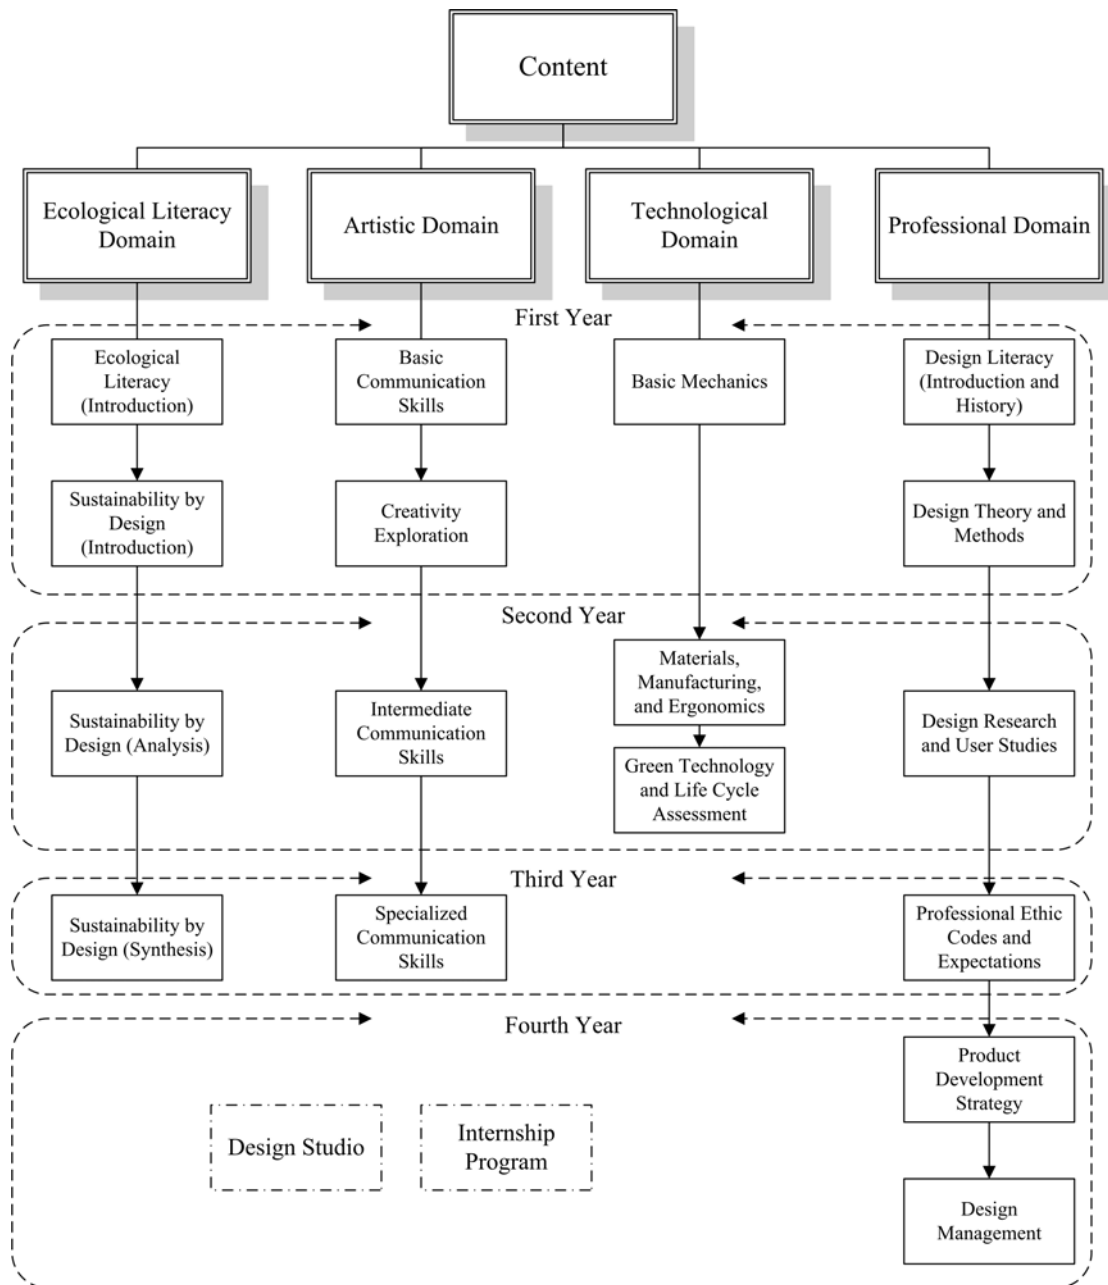 Content
Ecological Literacy
Domain
Artistic Domain
Technological
Domain
Professional Domain
First Year
Ecological
Literacy
(Introduction)
Basic
Communication
Skills
Basic Mechanics
Design Literacy
(Introduction and
History)
Sustainability by
Design
(Introduction)
Creativity
Exploration
Design Theory and
Methods
Second Year
Sustainability by
Design (Analysis)
Intermediate
Communication
Skills
Materials,
Manufacturing,
and Ergonomics
Green Technology
and Life Cycle
Assessment
Design Research
and User Studies
Third Year
Sustainability by
Design (Synthesis)
Specialized
Communication
Skills
Professional Ethic
Codes and
Expectations
Fourth Year
Design Studio
Internship
Program
Product
Development
Strategy
Design
Management